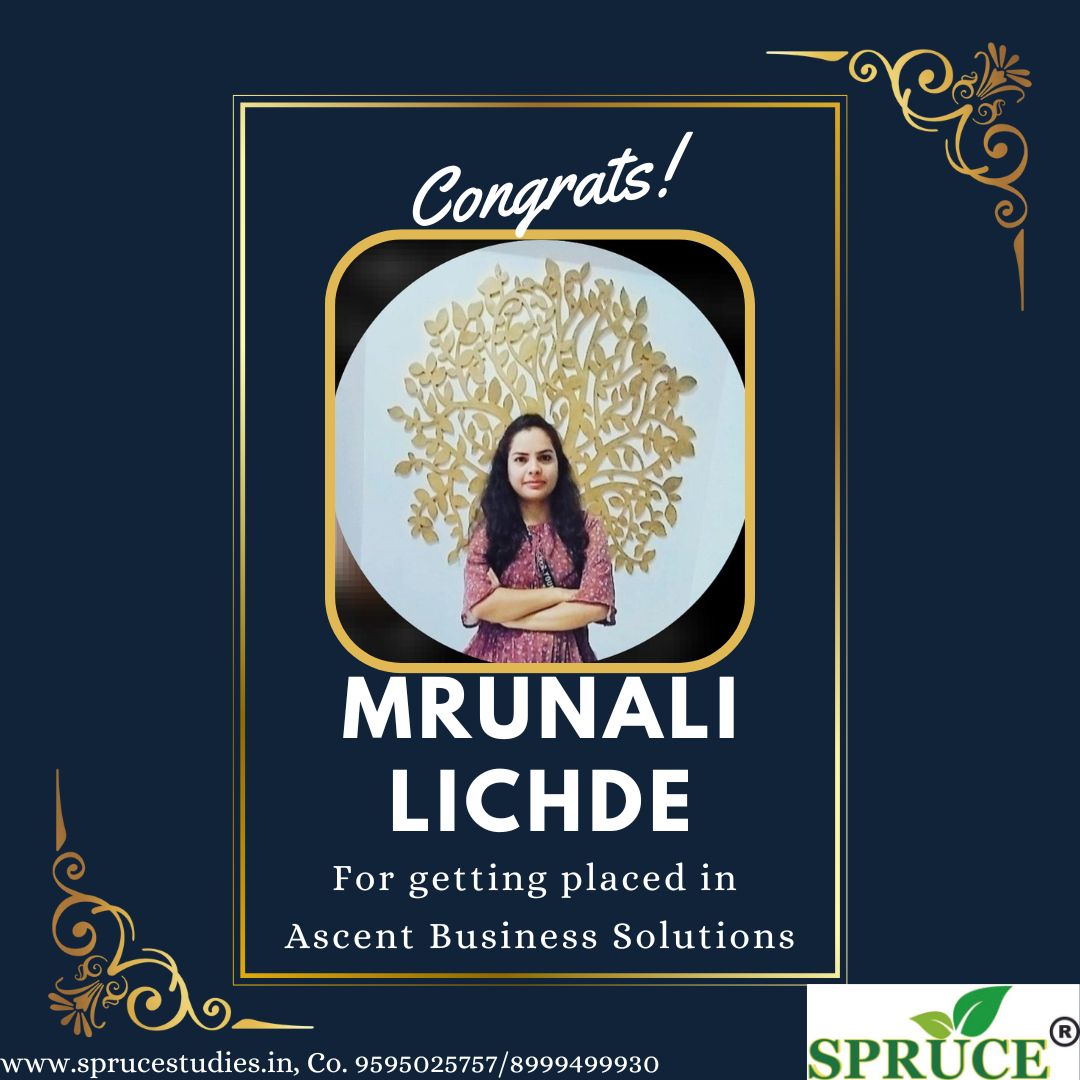 Congrats!
MRUNALI
LICHDE
For getting placed in
Ascent Business Solutions
www.sprucestudies.in, Co. 9595025757/8999499930
SPRUCE®